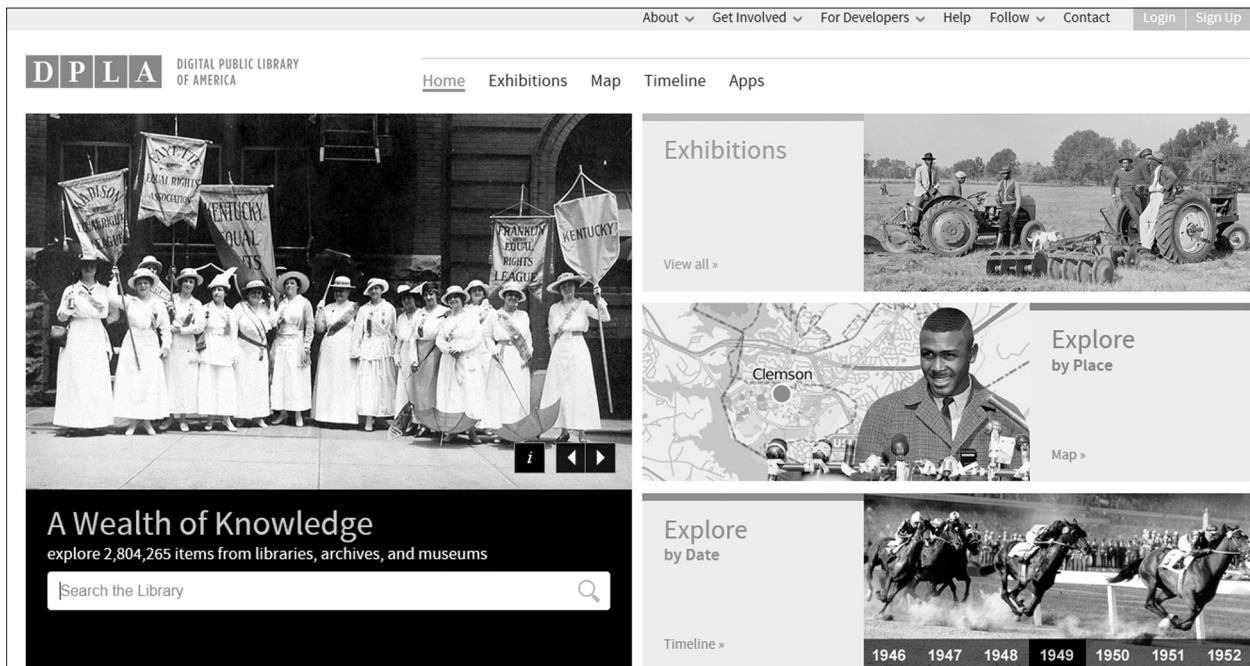 About Get Involved For Developers Help Follow Contact Login Sign Up
D P L A
DIGITAL PUBLIC LIBRARY
OF AMERICA
Home Exhibitions Map Timeline Apps
MADISON
EQUAL RIGHTS
LEAGUE
FAYETTE
EQUAL RIGHTS
ASSOCIATION
KENTUCKY
EQUAL
RIGHTS
FRANKLIN
EQUAL
RIGHTS
LEAGUE
KENTUCKY
i
A Wealth of Knowledge
explore 2,804,265 items from libraries, archives, and museums
Search the Library
Exhibitions
View all »
Clemson
Explore
by Place
Map »
Explore
by Date
Timeline »
1946 1947 1948 1949 1950 1951 1952